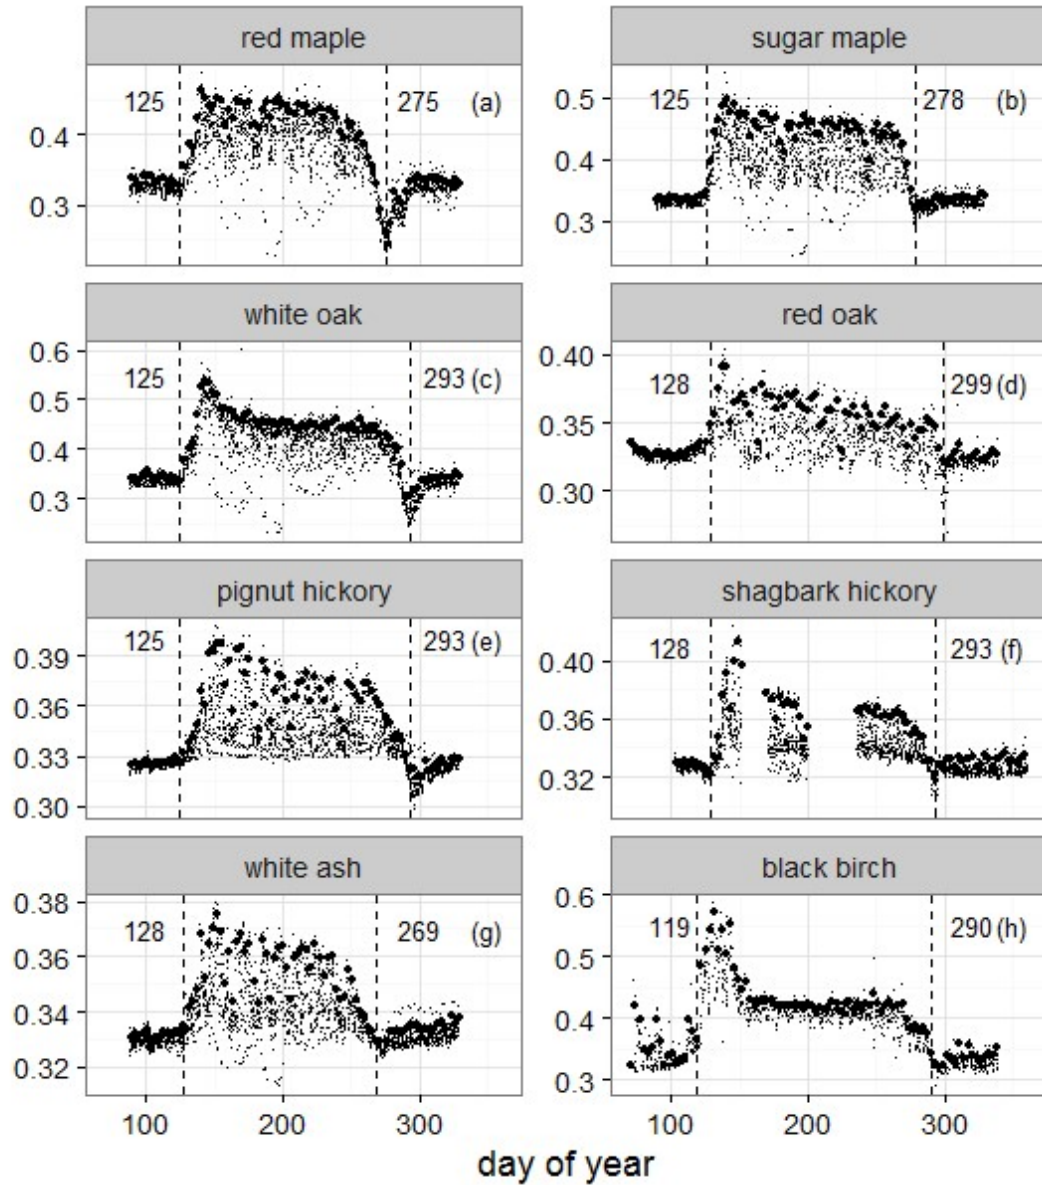 red maple
sugar maple
125 275 (a)
125 278 (b)
0.4
0.3
0.5
0.4
0.3
white oak
red oak
125 293 (c)
128 299 (d)
0.6
0.5
0.4
0.3
0.40
0.35
0.30
pignut hickory
shagbark hickory
125 293 (e)
128 293 (f)
0.39
0.36
0.33
0.30
0.40
0.36
0.32
white ash
black birch
128 269 (g)
119 290 (h)
0.38
0.36
0.34
0.32
0.6
0.5
0.4
0.3
100 200 300
100 200 300
day of year